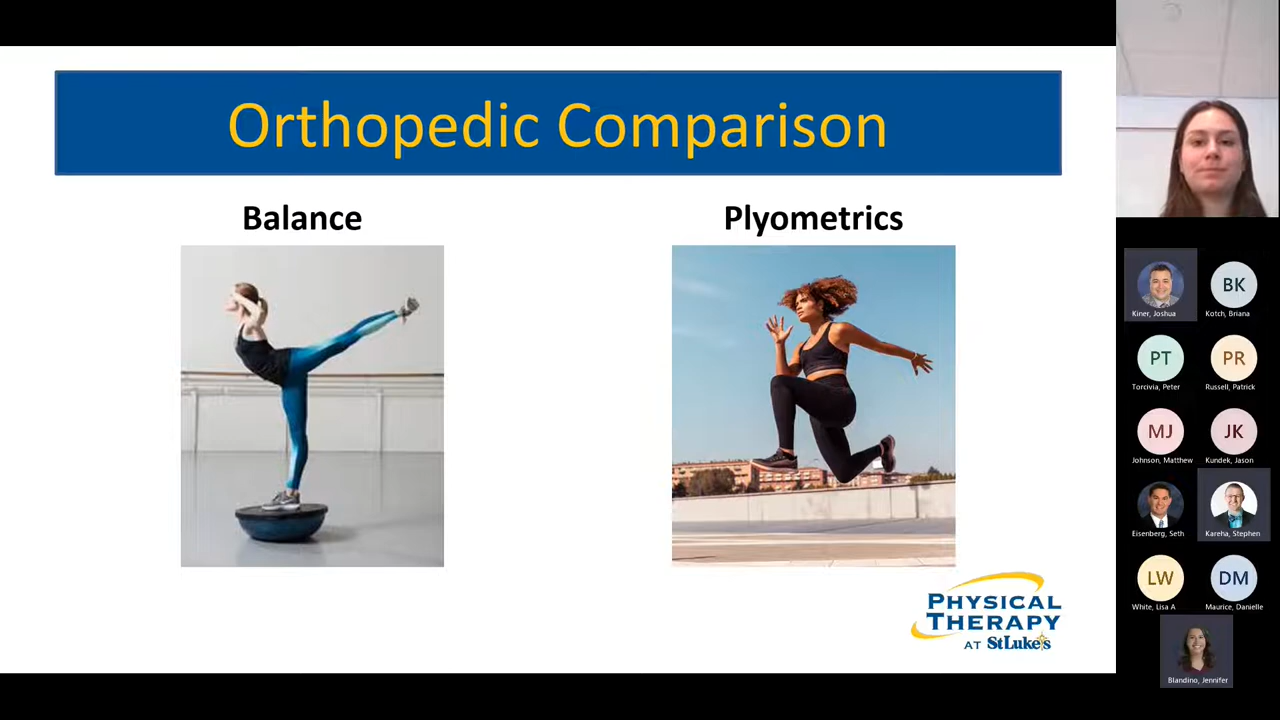 Orthopedic Comparison
Balance
Plyometrics
PHYSICAL
THERAPY
AT StLuke's
Kiner, Joshua
BK
Kotch, Briana
PT
Torcivia, Peter
PR
Russell, Patrick
MJ
Johnson, Matthew
JK
Kundek, Jason
Eisenberg, Seth
Kareha, Stephen
LW
White, Lisa A
DM
Maurice, Danielle
Blandino, Jennifer